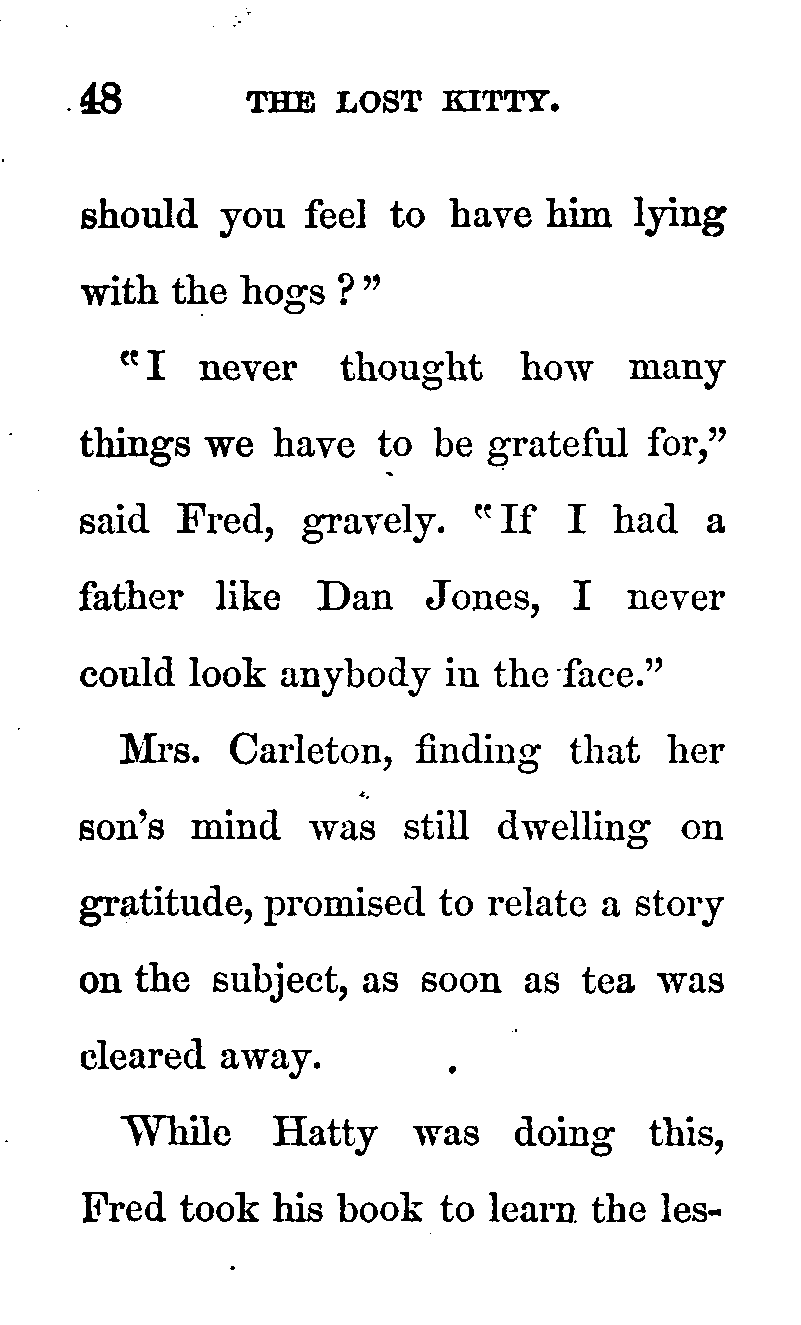 48 THE LOST KITTY.
should you feel to have him lying
with the hogs ?”
“I never thought how many
things we have to be grateful for,”
said Fred, gravely. “If I had a
father like Dan Jones, I never
could look anybody in the face.”
Mrs. Carleton, finding that her
son’s mind was still dwelling on
gratitude, promised to relate a story
on the subject, as soon as tea was
cleared away.
While Hatty was doing this,
Fred took his book to learn the les-